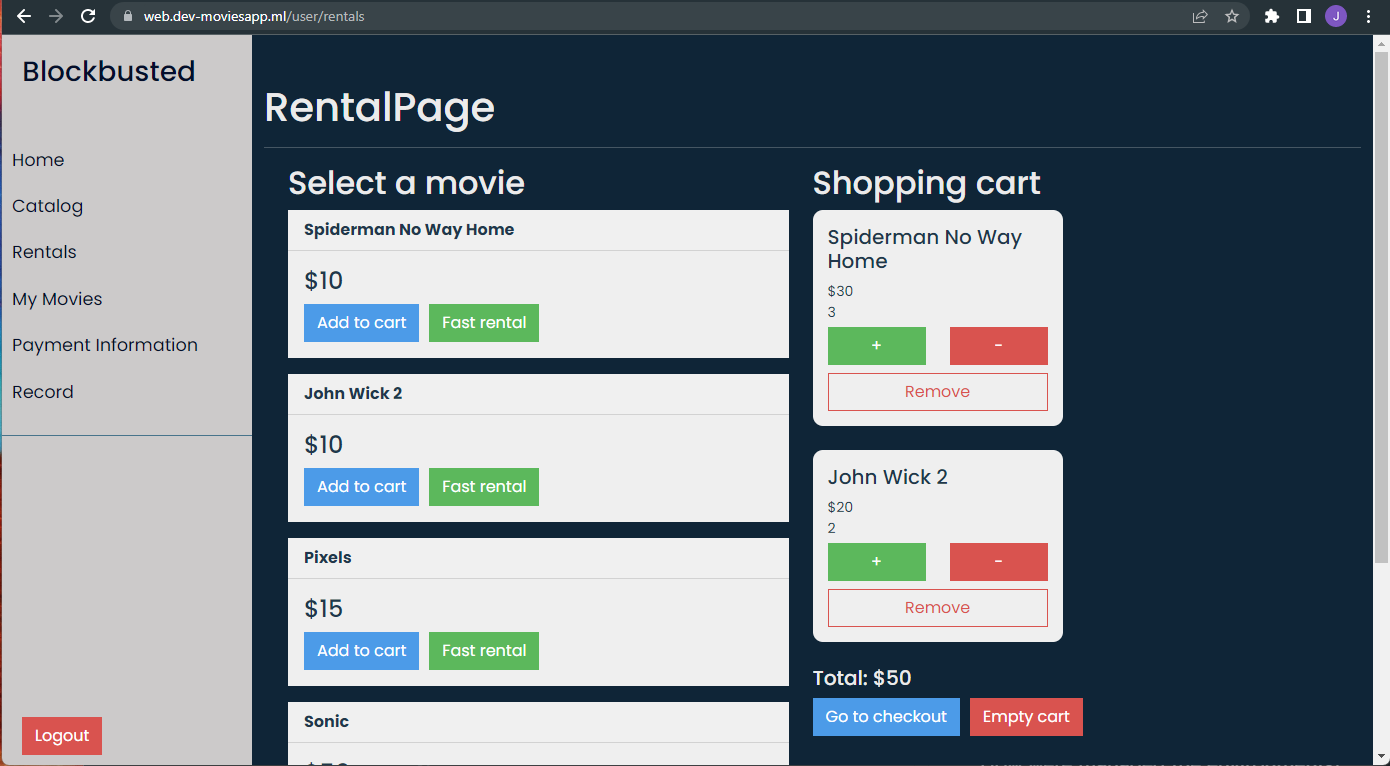 web.dev-moviesapp.ml/user/rentals
J
Blockbusted
Home
Catalog
Rentals
My Movies
Payment Information
Record
Logout
RentalPage
Select a movie
Spiderman No Way Home
$10
Add to cart Fast rental
John Wick 2
$10
Add to cart Fast rental
Pixels
$15
Add to cart Fast rental
Sonic
Shopping cart
Spiderman No Way
Home
$30
3
+ -
Remove
John Wick 2
$20
2
+ -
Remove
Total: $50
Go to checkout Empty cart